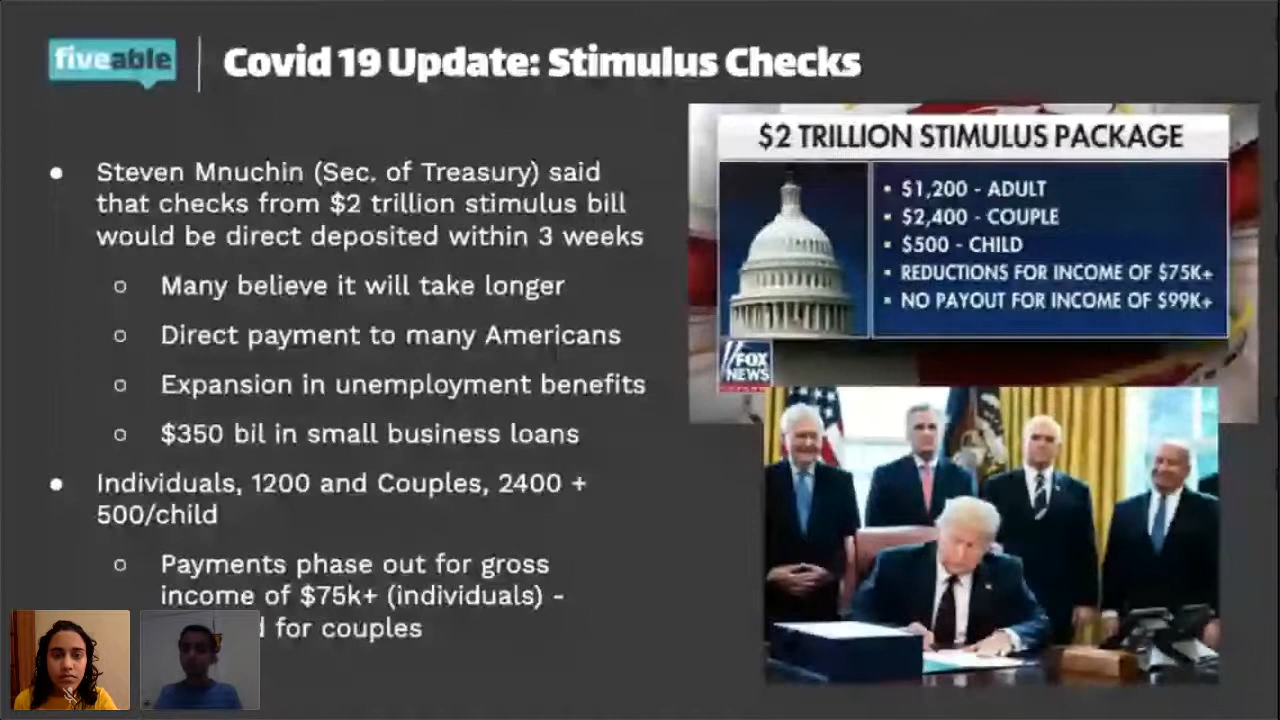 fiveable
Covid 19 Update: Stimulus Checks
Steven Mnuchin (Sec. of Treasury) said
that checks from $2 trillion stimulus bill
would be direct deposited within 3 weeks
Many believe it will take longer
Direct payment to many Americans
Expansion in unemployment benefits
$350 bil in small business loans
Individuals, 1200 and Couples, 2400 +
500/child
Payments phase out for gross
income of $75k+ (individuals) -
for couples
$2 TRILLION STIMULUS PACKAGE
$1,200 - ADULT
$2,400 - COUPLE
$500 - CHILD
REDUCTIONS FOR INCOME OF $75K+
NO PAYOUT FOR INCOME OF $99K+
FOX
NEWS